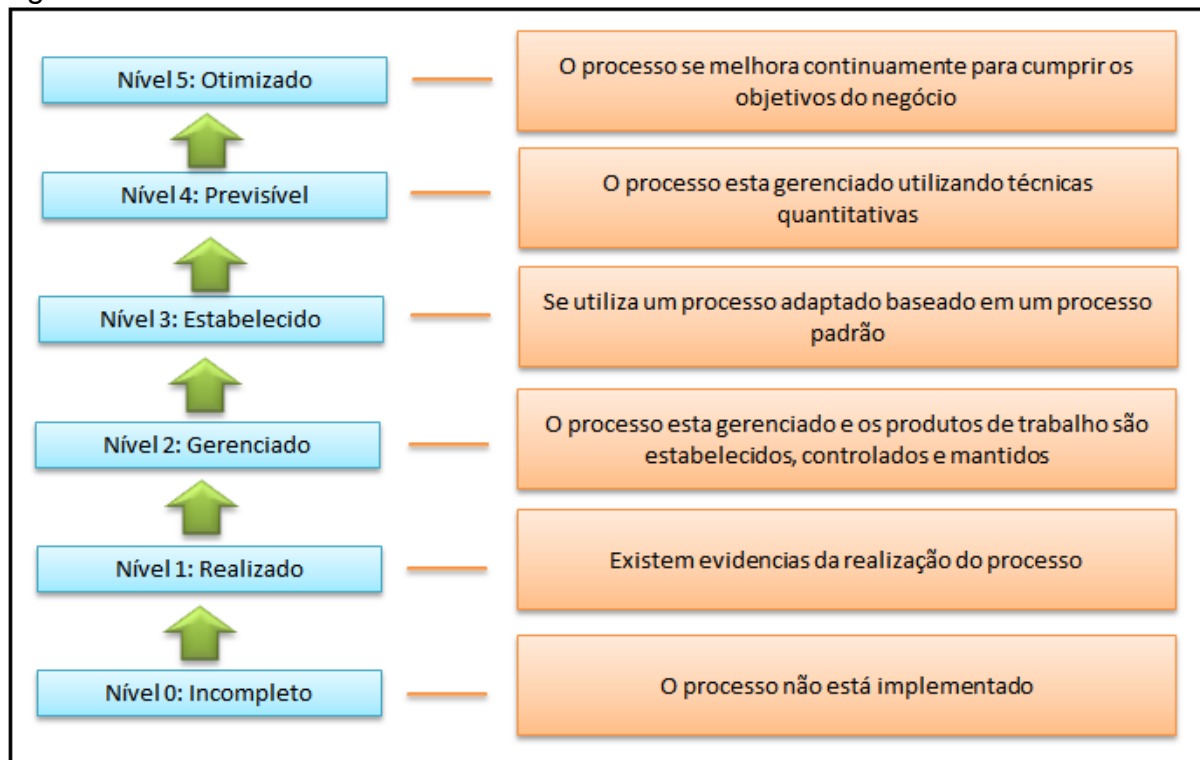 Nível 5: Otimizado
O processo se melhora continuamente para cumprir os
objetivos do negócio
Nível 4: Previsível
O processo esta gerenciado utilizando técnicas
quantitativas
Nível 3: Estabelecido
Se utiliza um processo adaptado baseado em um processo
padrão
Nível 2: Gerenciado
O processo esta gerenciado e os produtos de trabalho são
estabelecidos, controlados e mantidos
Nível 1: Realizado
Existem evidencias da realização do processo
Nível 0: Incompleto
O processo não está implementado